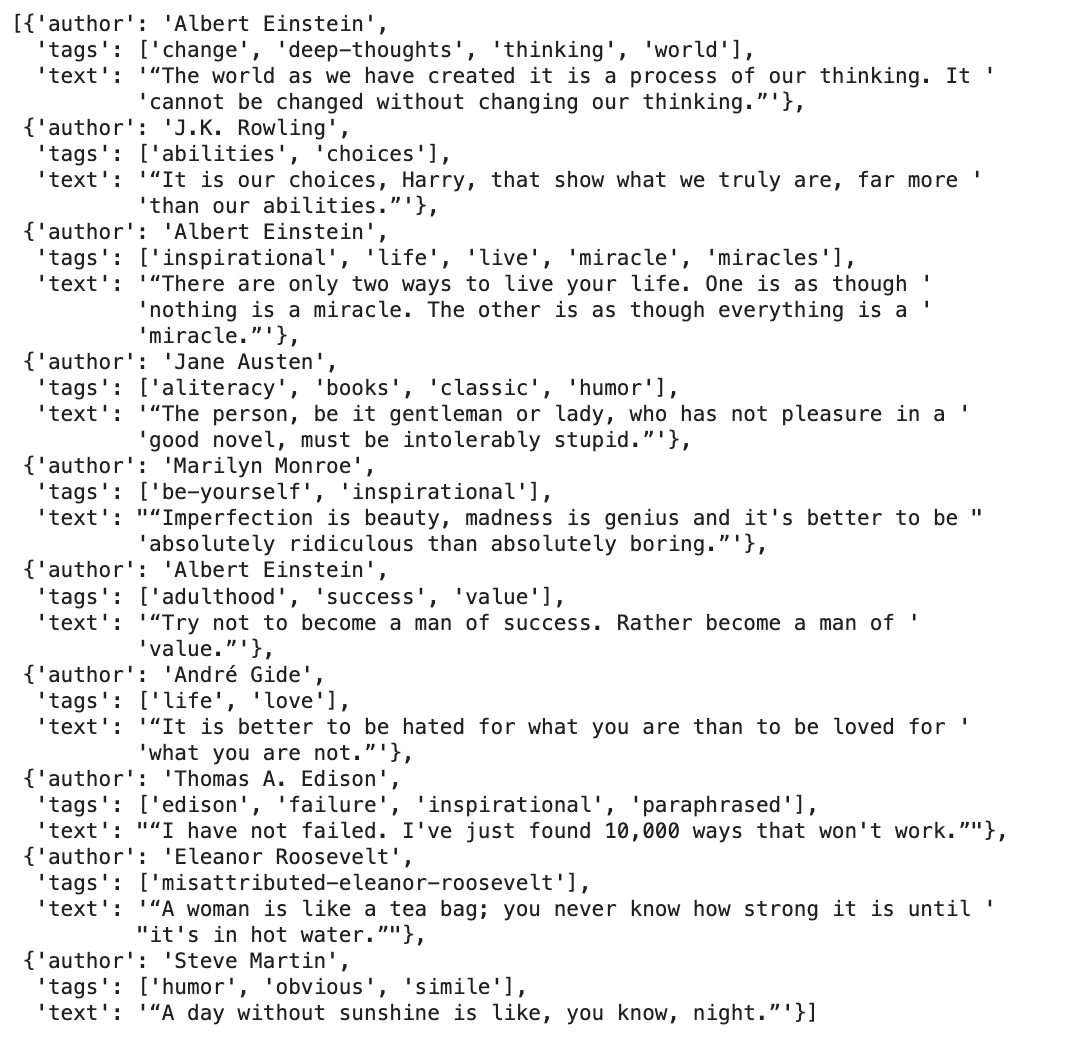 [{'author': 'Albert Einstein',
  'tags': ['change', 'deep-thoughts', 'thinking', 'world'],
  'text': '“The world as we have created it is a process of our thinking. It '
          'cannot be changed without changing our thinking.”'},
 {'author': 'J.K. Rowling',
  'tags': ['abilities', 'choices'],
  'text': '“It is our choices, Harry, that show what we truly are, far more '
          'than our abilities.”'},
 {'author': 'Albert Einstein',
  'tags': ['inspirational', 'life', 'live', 'miracle', 'miracles'],
  'text': '“There are only two ways to live your life. One is as though '
          'nothing is a miracle. The other is as though everything is a '
          'miracle.”'},
 {'author': 'Jane Austen',
  'tags': ['aliteracy', 'books', 'classic', 'humor'],
  'text': '“The person, be it gentleman or lady, who has not pleasure in a '
          'good novel, must be intolerably stupid.”'},
 {'author': 'Marilyn Monroe',
  'tags': ['be-yourself', 'inspirational'],
  'text': "“Imperfection is beauty, madness is genius and it's better to be "
          'absolutely ridiculous than absolutely boring.”'},
 {'author': 'Albert Einstein',
  'tags': ['adulthood', 'success', 'value'],
  'text': '“Try not to become a man of success. Rather become a man of '
          'value.”'},
 {'author': 'André Gide',
  'tags': ['life', 'love'],
  'text': '“It is better to be hated for what you are than to be loved for '
          'what you are not.”'},
 {'author': 'Thomas A. Edison',
  'tags': ['edison', 'failure', 'inspirational', 'paraphrased'],
  'text': "“I have not failed. I've just found 10,000 ways that won't work.”"},
 {'author': 'Eleanor Roosevelt',
  'tags': ['misattributed-eleanor-roosevelt'],
  'text': '“A woman is like a tea bag; you never know how strong it is until '
          "it's in hot water.”"},
 {'author': 'Steve Martin',
  'tags': ['humor', 'obvious', 'simile'],
  'text': '“A day without sunshine is like, you know, night.”'}]